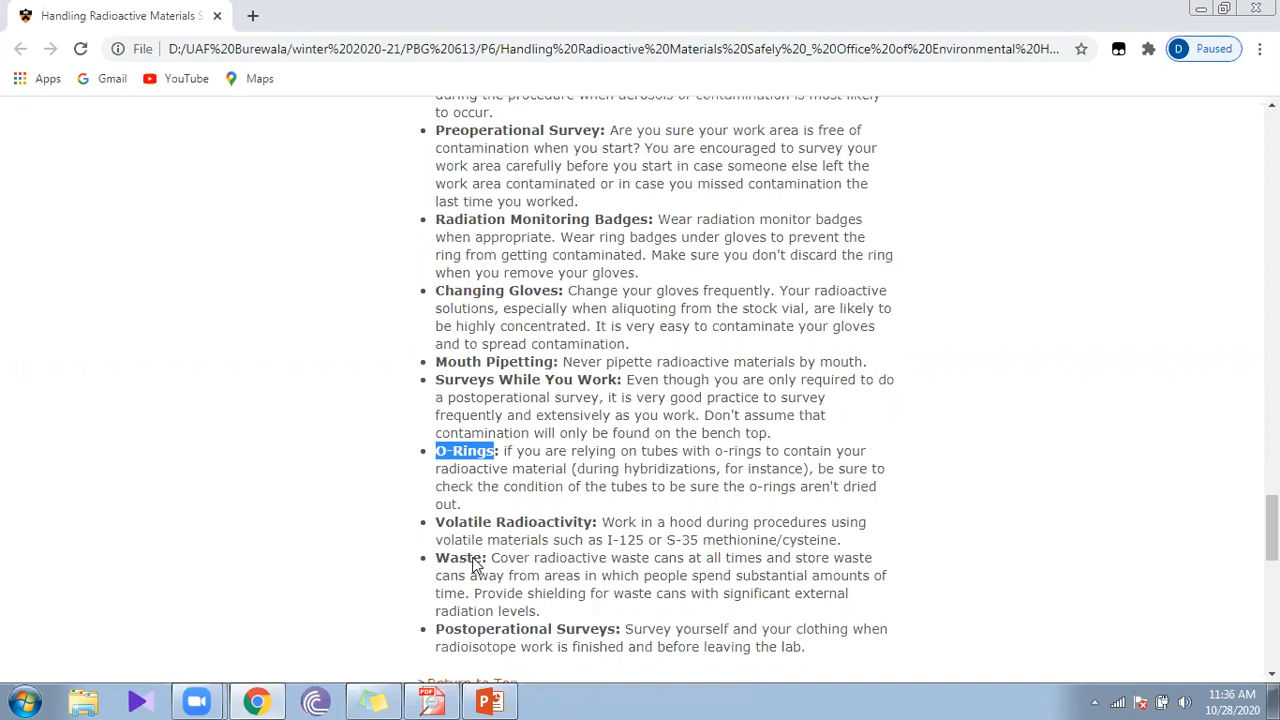 Handling Radioactive Materials S
File
D:/UAF%20Burewala/winter%202020-21/PBG%20613/P6/Handling%20Radioactive%20Materials%20Safely%20_%20Office%20of%20Environmental%20H...
D Paused
Apps Gmail YouTube Maps
during the procedure when aerosols or contamination is most likely
to occur.
• Preoperational Survey: Are you sure your work area is free of
contamination when you start? You are encouraged to survey your
work area carefully before you start in case someone else left the
work area contaminated or in case you missed contamination the
last time you worked.
• Radiation Monitoring Badges: Wear radiation monitor badges
when appropriate. Wear ring badges under gloves to prevent the
ring from getting contaminated. Make sure you don't discard the ring
when you remove your gloves.
• Changing Gloves: Change your gloves frequently. Your radioactive
solutions, especially when aliquoting from the stock vial, are likely to
be highly concentrated. It is very easy to contaminate your gloves
and to spread contamination.
• Mouth Pipetting: Never pipette radioactive materials by mouth.
• Surveys While You Work: Even though you are only required to do
a postoperational survey, it is very good practice to survey
frequently and extensively as you work. Don't assume that
contamination will only be found on the bench top.
• O-Rings: if you are relying on tubes with o-rings to contain your
radioactive material (during hybridizations, for instance), be sure to
check the condition of the tubes to be sure the o-rings aren't dried
out.
• Volatile Radioactivity: Work in a hood during procedures using
volatile materials such as I-125 or S-35 methionine/cysteine.
• Waste: Cover radioactive waste cans at all times and store waste
cans away from areas in which people spend substantial amounts of
time. Provide shielding for waste cans with significant external
radiation levels.
• Postoperational Surveys: Survey yourself and your clothing when
radioisotope work is finished and before leaving the lab.
>Return to Top
11:36 AM
10/28/2020